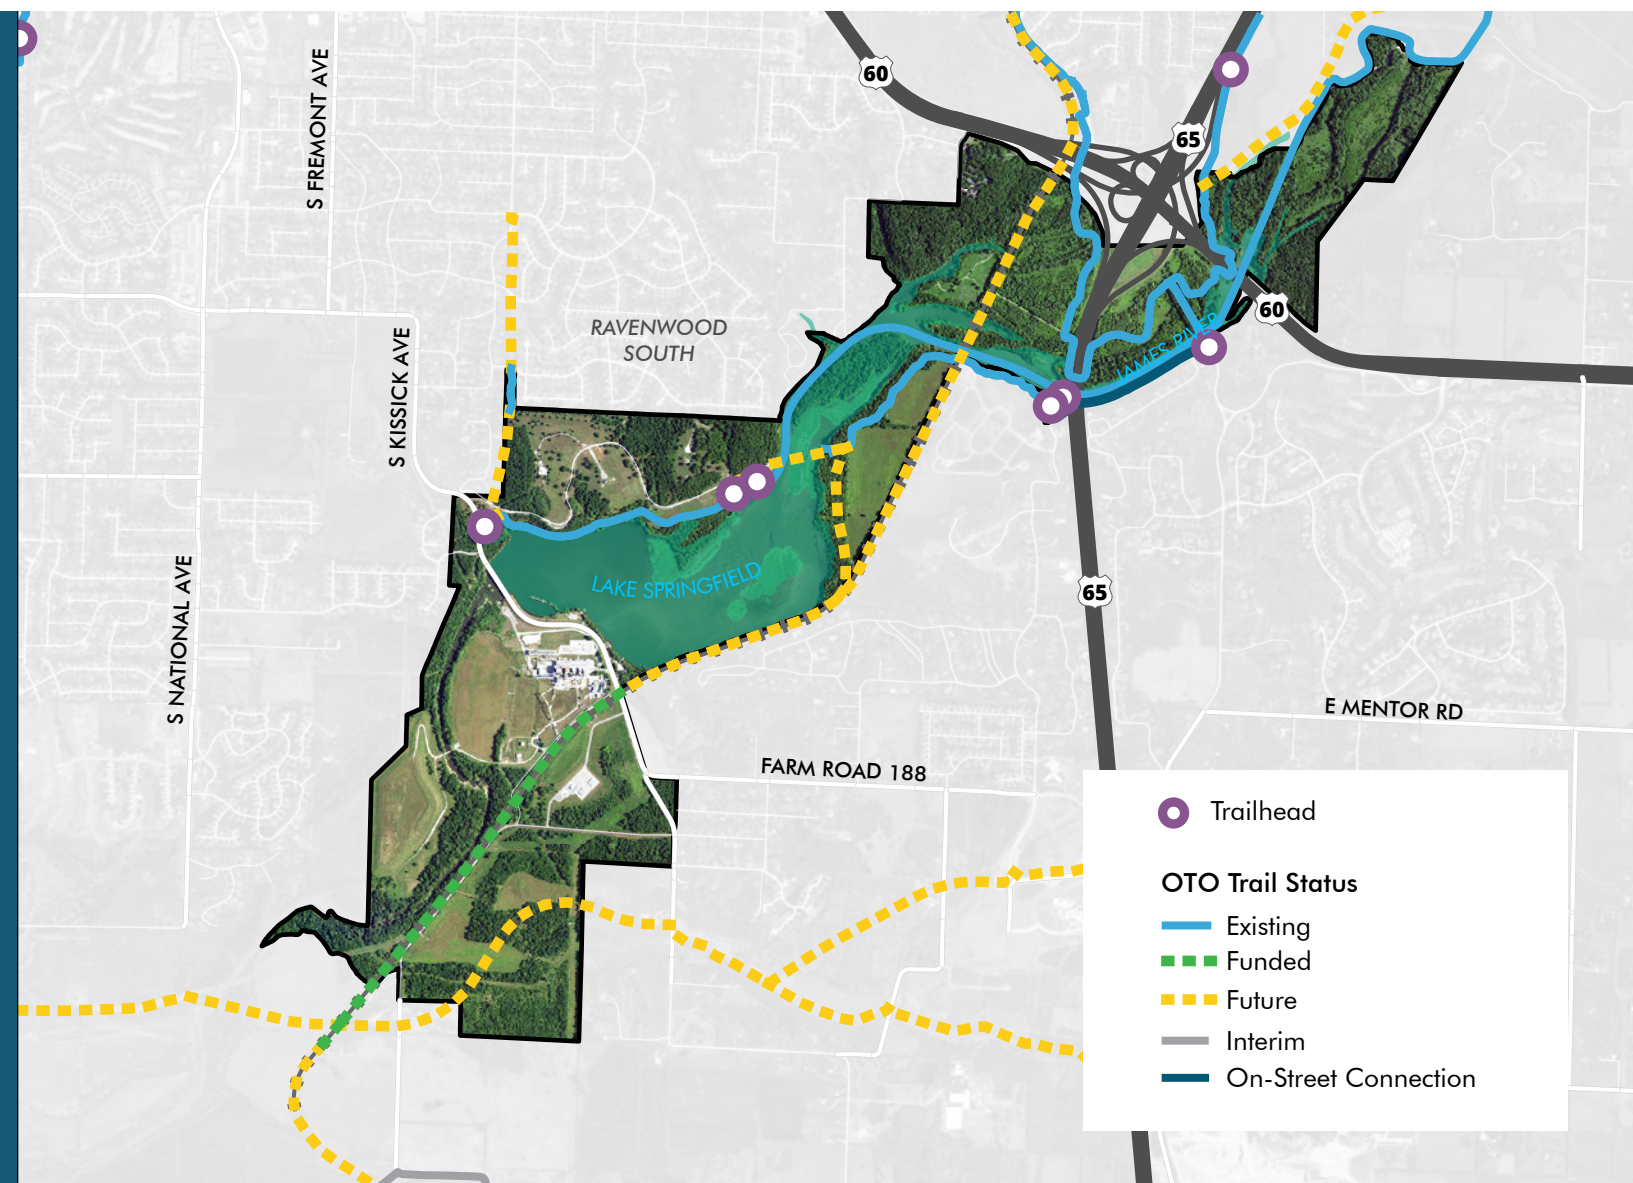 S FREMONT AVE
60
65
60
RAVENWOOD
SOUTH
S KISSICK AVE
JAMES RIVER
S NATIONAL AVE
LAKE SPRINGFIELD
65
E MENTOR RD
FARM ROAD 188
Trailhead
OTO Trail Status
Existing
Funded
Future
Interim
On-Street Connection